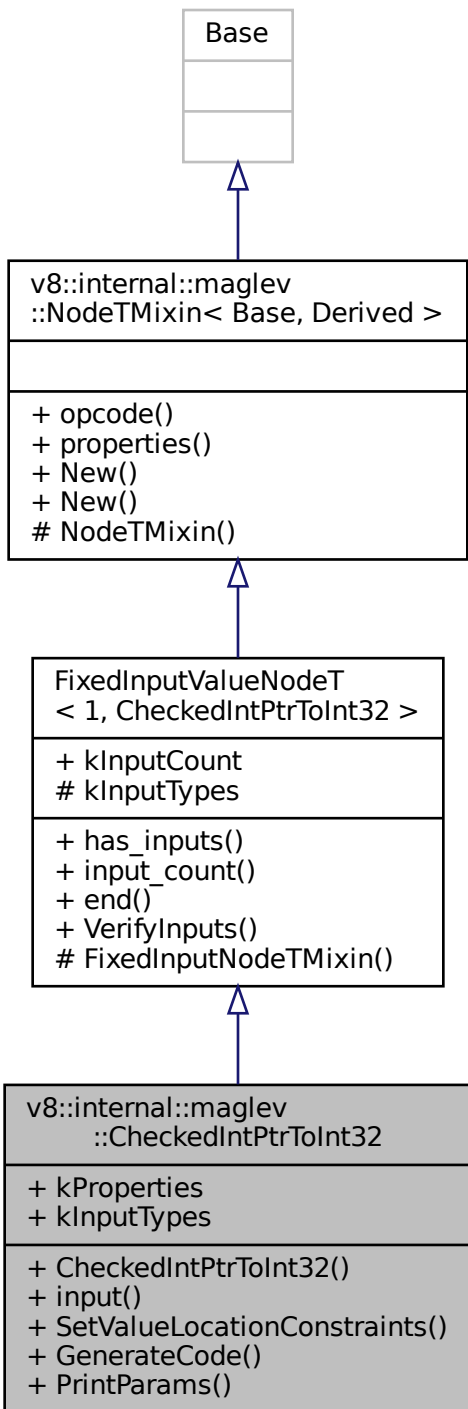 Base
v8::internal::maglev
::NodeTMixin< Base, Derived >
+ opcode()
+ properties()
+ New()
+ New()
# NodeTMixin()
FixedInputValueNodeT
< 1, CheckedIntPtrToInt32 >
+ kInputCount
# kInputTypes
+ has_inputs()
+ input_count()
+ end()
+ VerifyInputs()
# FixedInputNodeTMixin()
v8::internal::maglev
::CheckedIntPtrToInt32
+ kProperties
+ kInputTypes
+ CheckedIntPtrToInt32()
+ input()
+ SetValueLocationConstraints()
+ GenerateCode()
+ PrintParams()